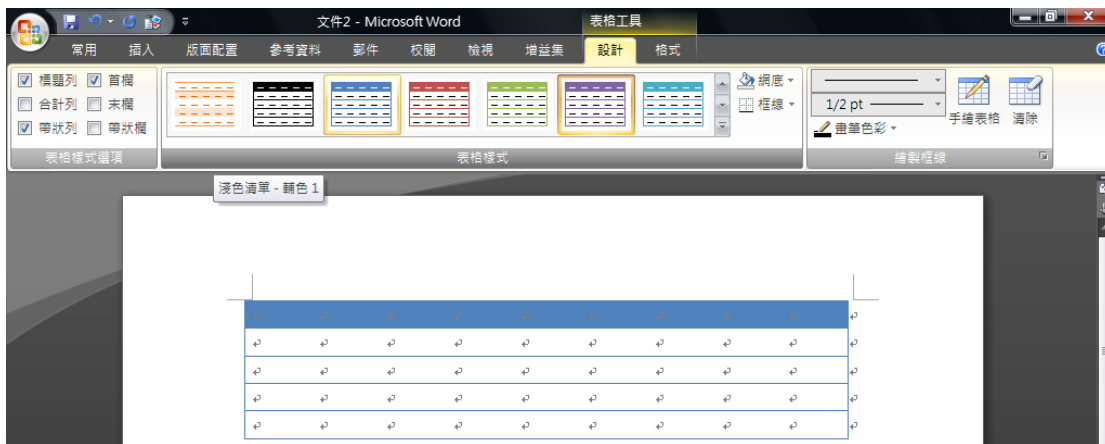 文件2 - Microsoft Word
表格工具
常用 插入 版面配置 參考資料 郵件 校閱 檢視 增益集 設計 格式
標題列 首欄
合計列 末欄
帶狀列 帶狀欄
表格樣式選項
網底
框線
表格樣式
1/2 pt
畫筆色彩
手繪表格 清除
繪製框線
淺色清單 - 輔色 1